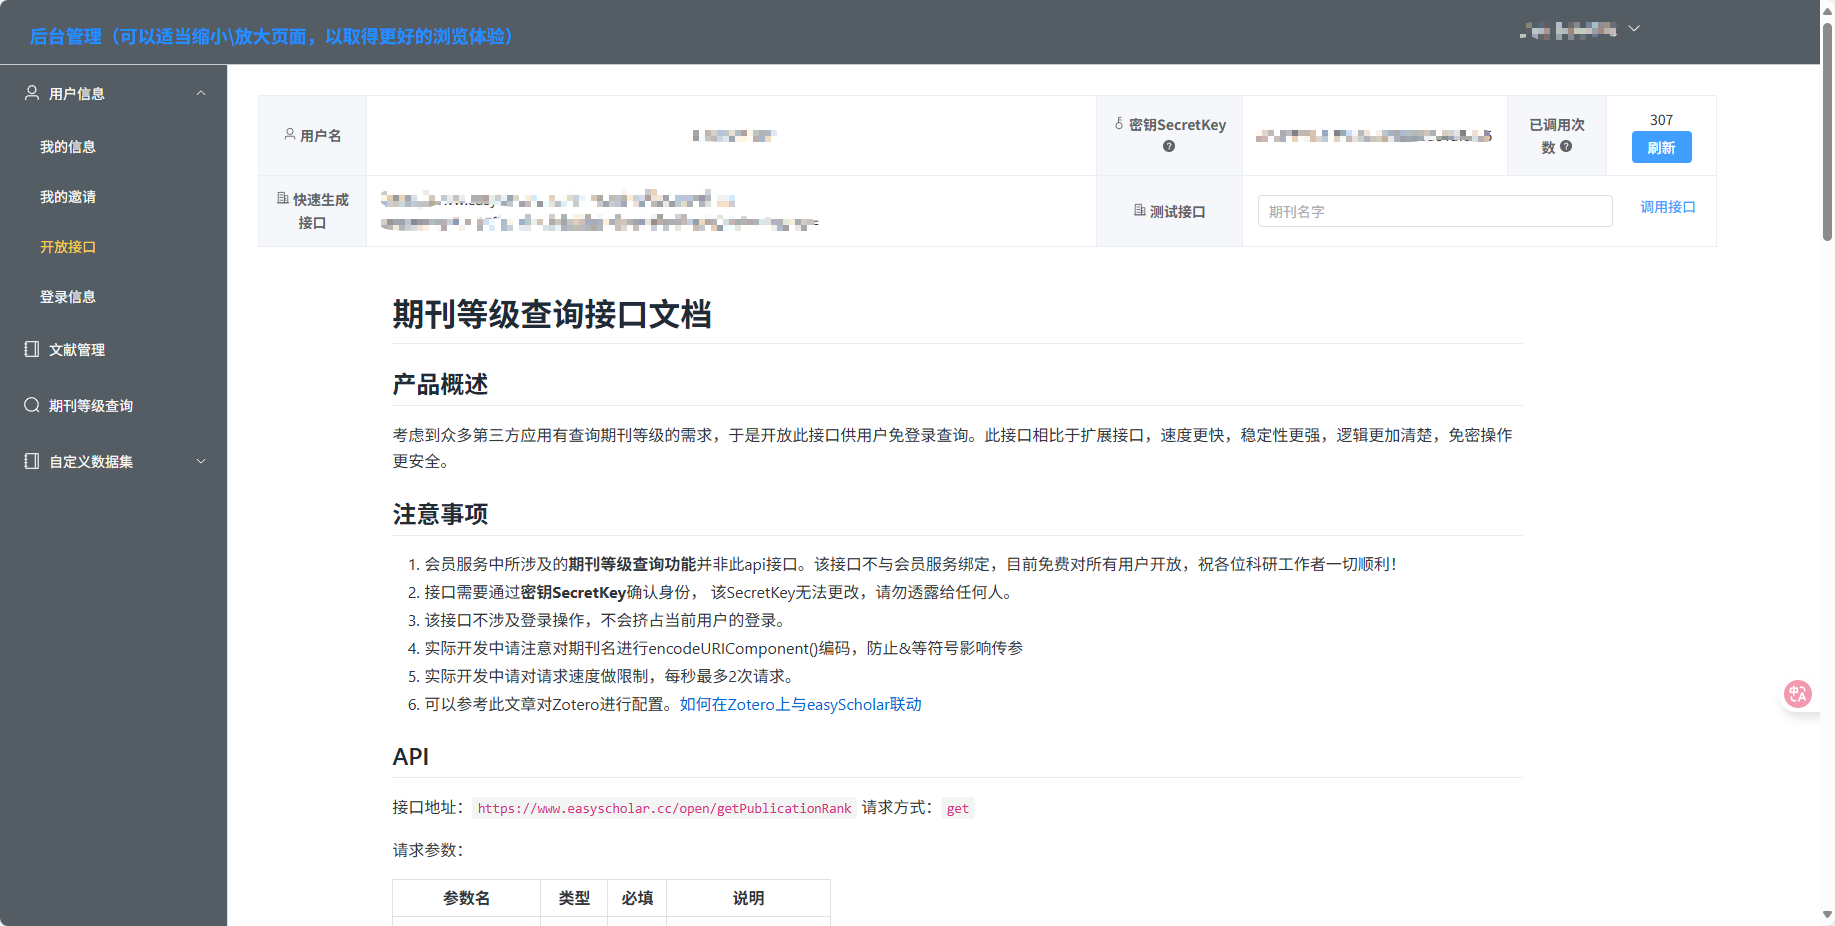 后台管理（可以适当缩小\放大页面，以取得更好的浏览体验）
用户信息
我的信息
我的邀请
开放接口
登录信息
文献管理
期刊等级查询
自定义数据集
用户名
密钥SecretKey
已调用次数
307
刷新
快速生成接口
测试接口
期刊名字
调用接口
期刊等级查询接口文档
产品概述
考虑到众多第三方应用有查询期刊等级的需求，于是开放此接口供用户免登录查询。此接口相比于扩展接口，速度更快，稳定性更强，逻辑更加清楚，免密操作
更安全。
注意事项
1. 会员服务中所涉及的期刊等级查询功能并非此api接口。该接口不与会员服务绑定，目前免费对所有用户开放，祝各位科研工作者一切顺利！
2. 接口需要通过密钥SecretKey确认身份， 该SecretKey无法更改，请勿透露给任何人。
3. 该接口不涉及登录操作，不会挤占当前用户的登录。
4. 实际开发中请注意对期刊名进行encodeURIComponent()编码，防止&等符号影响传参
5. 实际开发中请对请求速度做限制，每秒最多2次请求。
6. 可以参考此文章对Zotero进行配置。如何在Zotero上与easyScholar联动
API
接口地址：https://www.easyscholar.cc/open/getPublicationRank 请求方式：get
请求参数：
参数名 类型 必填 说明